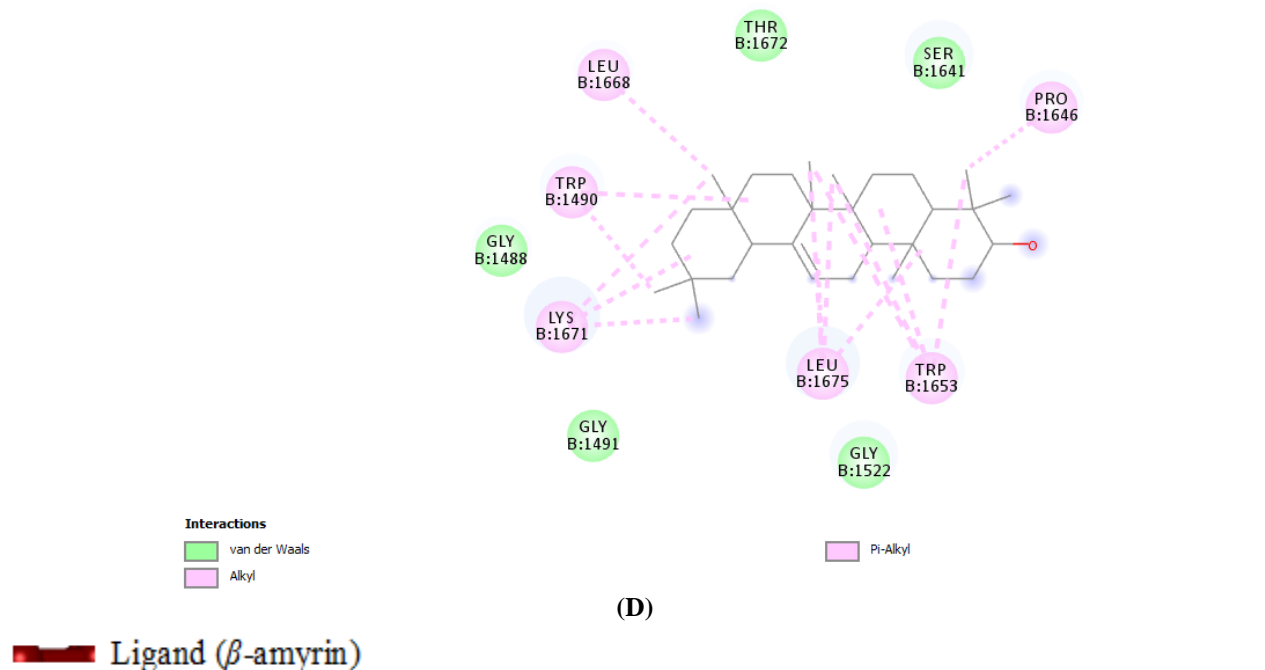 THR
B:1672
SER
B:1641
LEU
B:1668
PRO
B:1646
TRP
B:1490
GLY
B:1488
O
LYS
B:1671
LEU
B:1675
TRP
B:1653
GLY
B:1491
GLY
B:1522
Interactions
van der Waals
Alkyl
Pi-Alkyl
(D)
Ligand (β-amyrin)